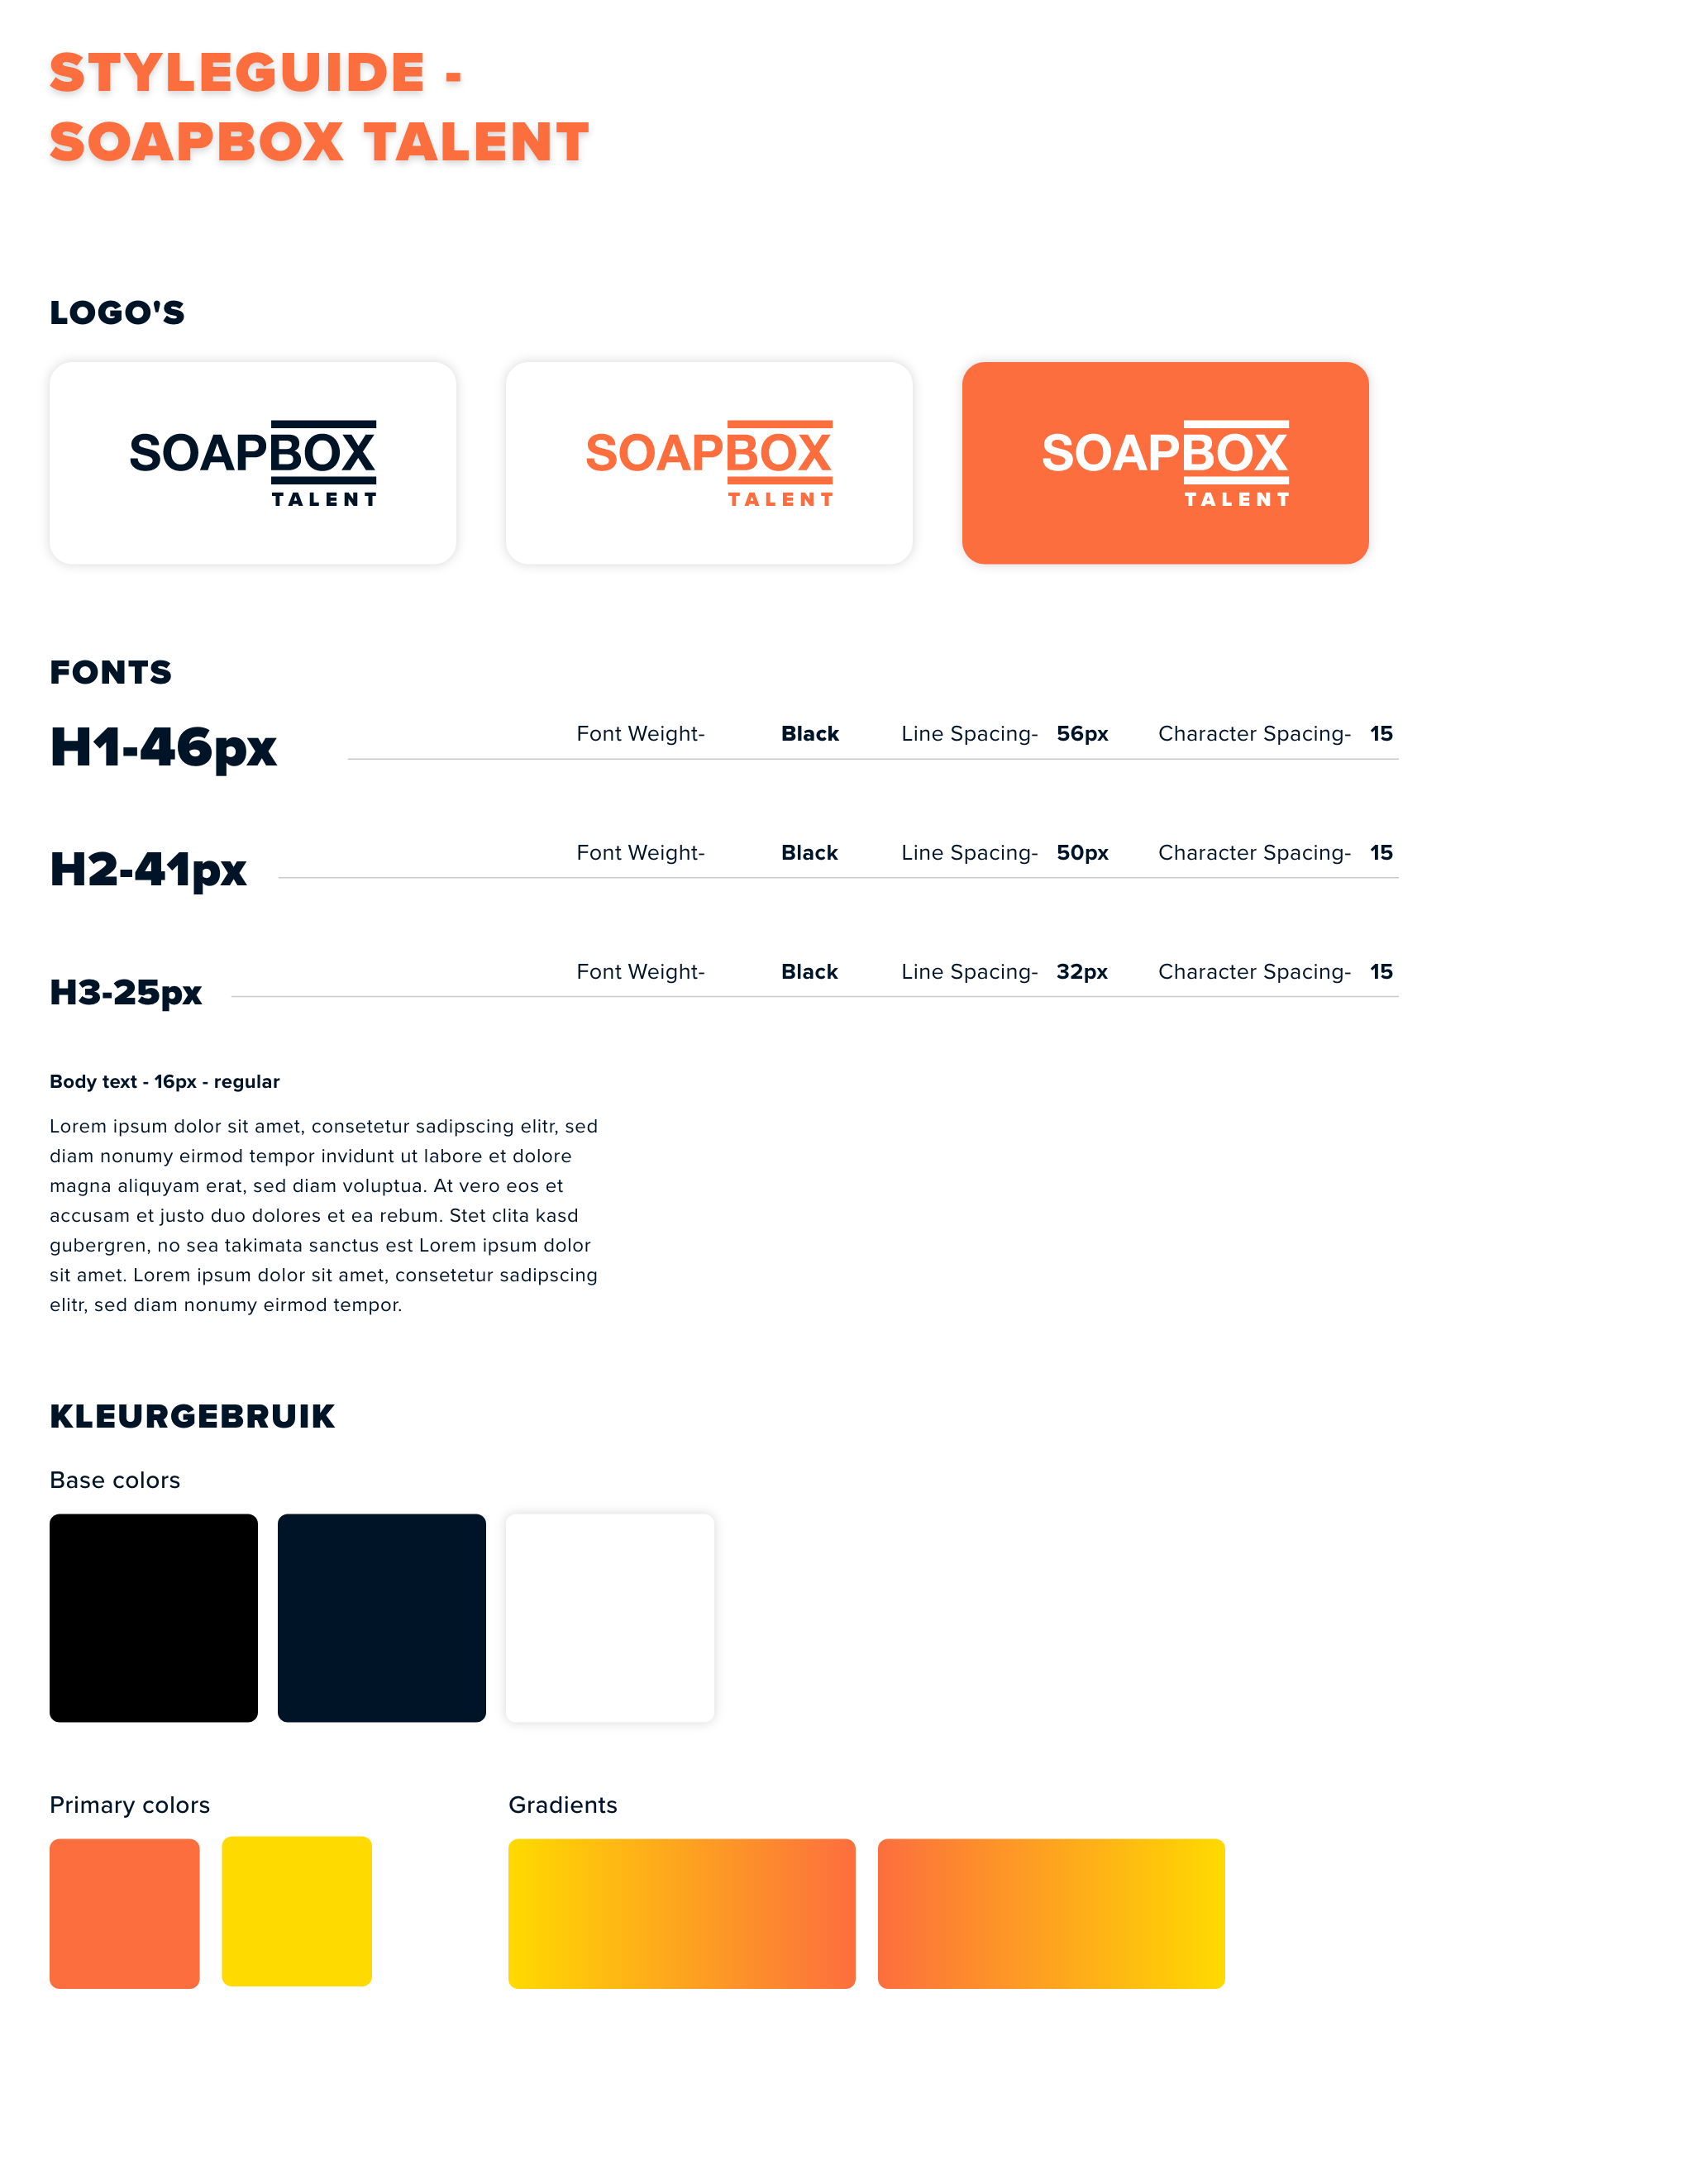 STYLEGUIDE -
SOAPBOX TALENT
LOGO'S
SOAPBOX
TALENT
SOAPBOX
TALENT
SOAPBOX
TALENT
FONTS
H1-46px Font Weight- Black Line Spacing- 56px Character Spacing- 15
H2-41px Font Weight- Black Line Spacing- 50px Character Spacing- 15
H3-25px Font Weight- Black Line Spacing- 32px Character Spacing- 15
Body text - 16px - regular
Lorem ipsum dolor sit amet, consetetur sadipscing elitr, sed
diam nonumy eirmod tempor invidunt ut labore et dolore
magna aliquyam erat, sed diam voluptua. At vero eos et
accusam et justo duo dolores et ea rebum. Stet clita kasd
gubergren, no sea takimata sanctus est Lorem ipsum dolor
sit amet. Lorem ipsum dolor sit amet, consetetur sadipscing
elitr, sed diam nonumy eirmod tempor.
KLEURGEBRUIK
Base colors
Primary colors Gradients